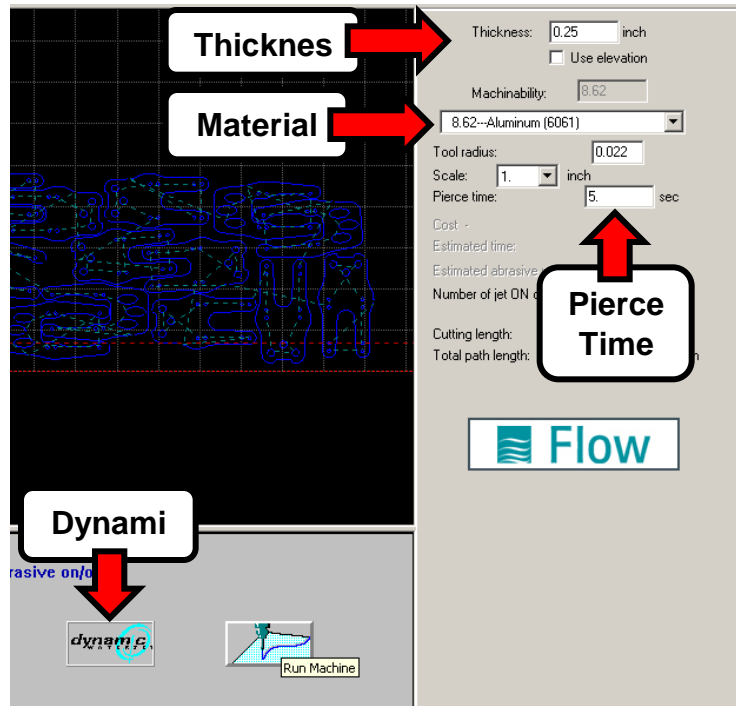 Thicknes
Thickness: 0.25 inch
Use elevation
Machinability: 8.62
Material
8.62---Aluminum (6061)
Tool radius: 0.022
Scale: 1. inch
Pierce time: 5. sec
Cost -
Estimated time:
Estimated abrasive
Number of jet ON
Pierce
Time
Cutting length:
Total path length:
Flow
Dynami
rasive on/o
dynamic
WATERJET
Run Machine